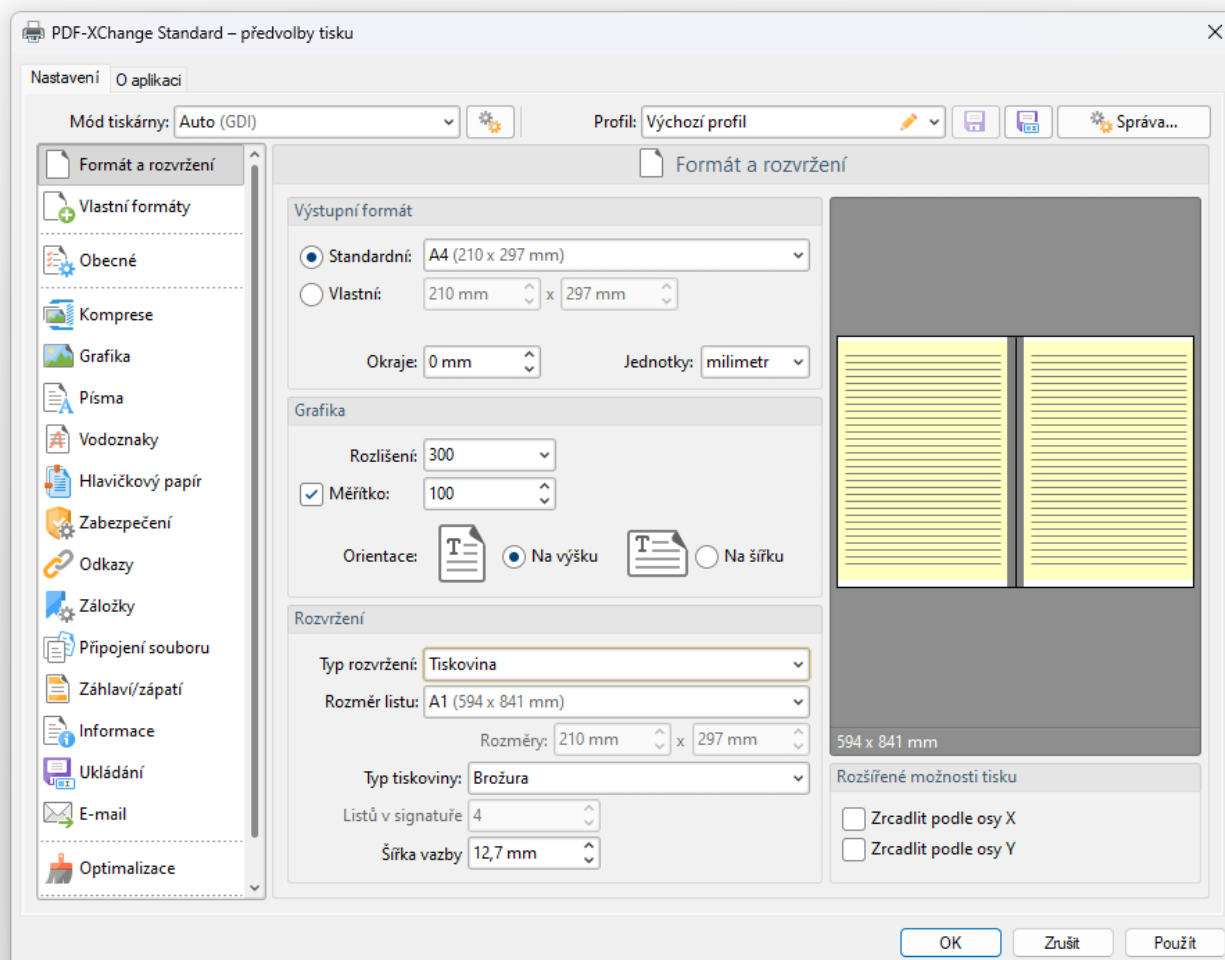 PDF-XChange Standard – předvolby tisku
Nastavení O aplikaci
Mód tiskárny: Auto (GDI) Profil: Výchozí profil Správa...
Formát a rozvržení
Vlastní formáty
Obecné
Komprese
Grafika
Písma
Vodoznaky
Hlavičkový papír
Zabezpečení
Odkazy
Záložky
Připojení souboru
Záhlaví/zápatí
Informace
Ukládání
E-mail
Optimalizace
Formát a rozvržení
Výstupní formát
Standardní: A4 (210 x 297 mm)
Vlastní: 210 mm x 297 mm
Okraje: 0 mm Jednotky: milimetr
Grafika
Rozlišení: 300
Měřítko: 100
Orientace: T Na výšku T Na šířku
Rozvržení
Typ rozvržení: Tiskovina
Rozměr listu: A1 (594 x 841 mm)
Rozměry: 210 mm x 297 mm
Typ tiskoviny: Brožura
Listů v signatuře 4
Šířka vazby 12,7 mm
594 x 841 mm
Rozšířené možnosti tisku
Zrcadlit podle osy X
Zrcadlit podle osy Y
OK Zrušit Použít